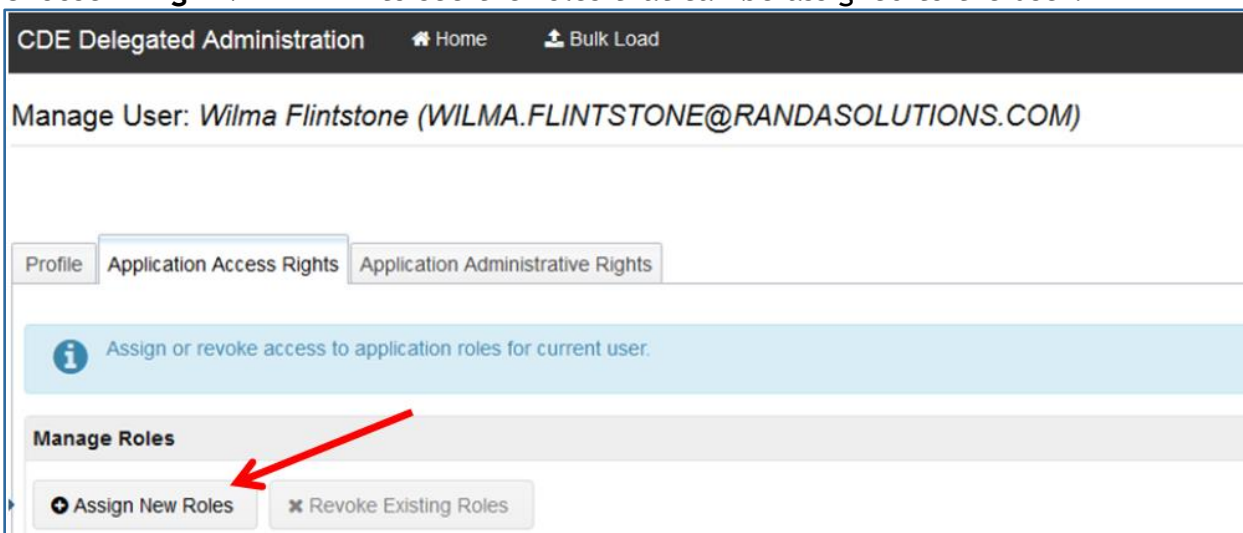 CDE Delegated Administration Home Bulk Load
Manage User: Wilma Flintstone (WILMA.FLINTSTONE@RANDASOLUTIONS.COM)
Profile Application Access Rights Application Administrative Rights
Assign or revoke access to application roles for current user.
Manage Roles
Assign New Roles Revoke Existing Roles